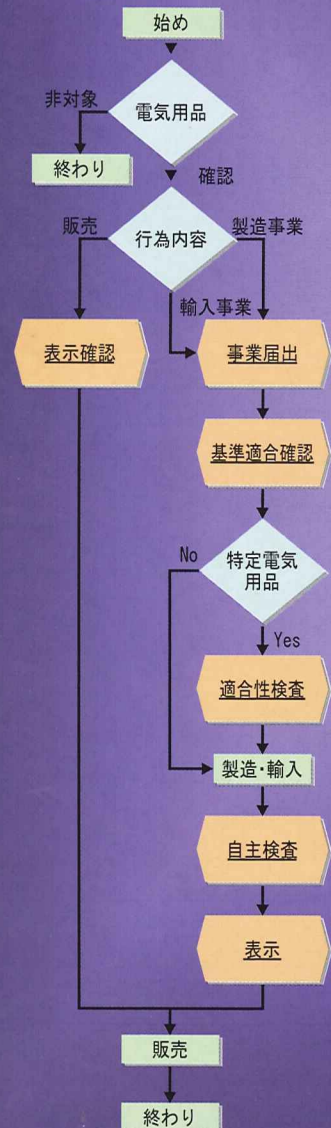 始め
電気用品
非対象
終わり
確認
行為内容
販売
製造事業
輸入事業
表示確認
事業届出
基準適合確認
特定電気
用品
No
Yes
適合性検査
製造・輸入
自主検査
表示
販売
終わり